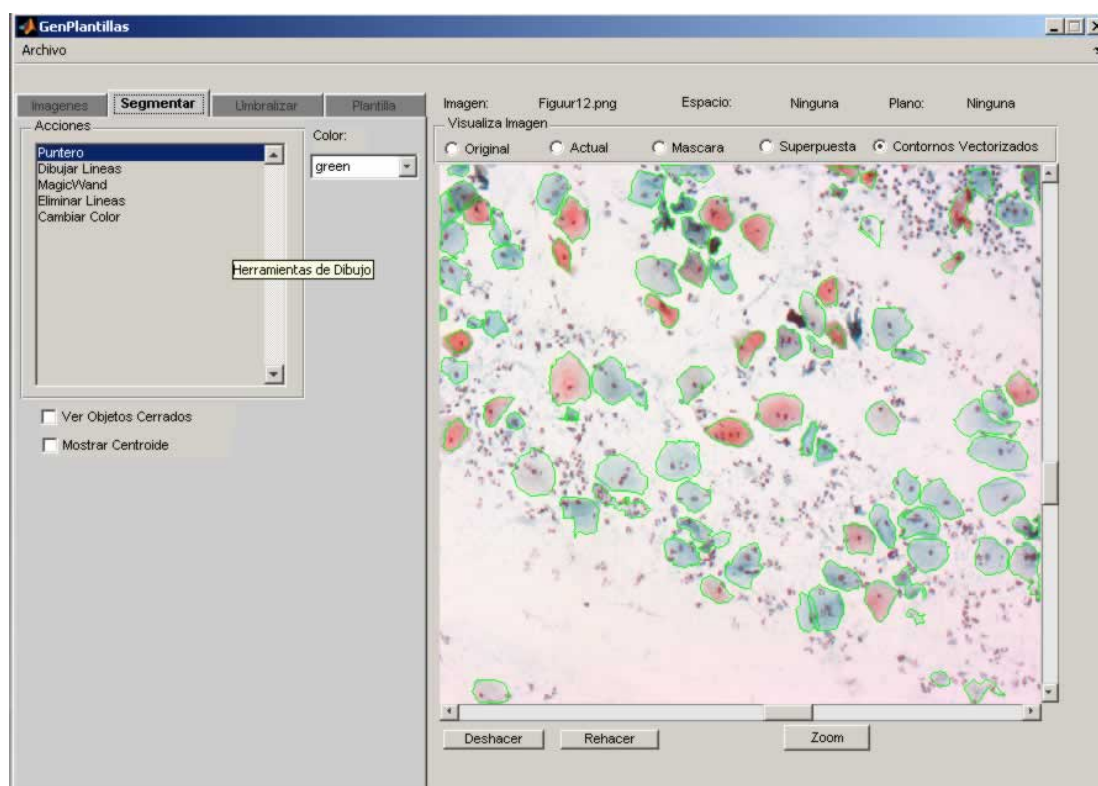 GenPlantillas
Archivo
Imagenes Segmentar Umbralizar Plantilla
Imagen: Figuur12.png Espacio: Ninguna Plano: Ninguna
Acciones
Color:
Visualiza Imagen
Original Actual Mascara Superpuesta Contornos Vectorizados
Puntero
Dibujar Lineas
MagicWand
Eliminar Lineas
Cambiar Color
green
Herramientas de Dibujo
Ver Objetos Cerrados
Mostrar Centroide
Deshacer Rehacer Zoom